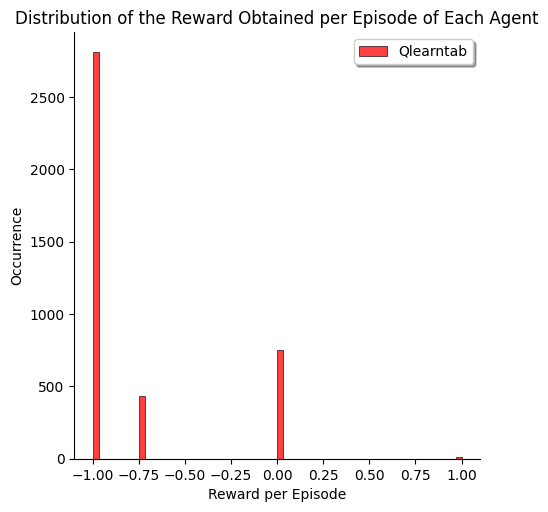 Distribution of the Reward Obtained per Episode of Each Agent
Qlearntab
2500
2000
1500
1000
500
0
Occurrence
−1.00 −0.75 −0.50 −0.25 0.00 0.25 0.50 0.75 1.00
Reward per Episode